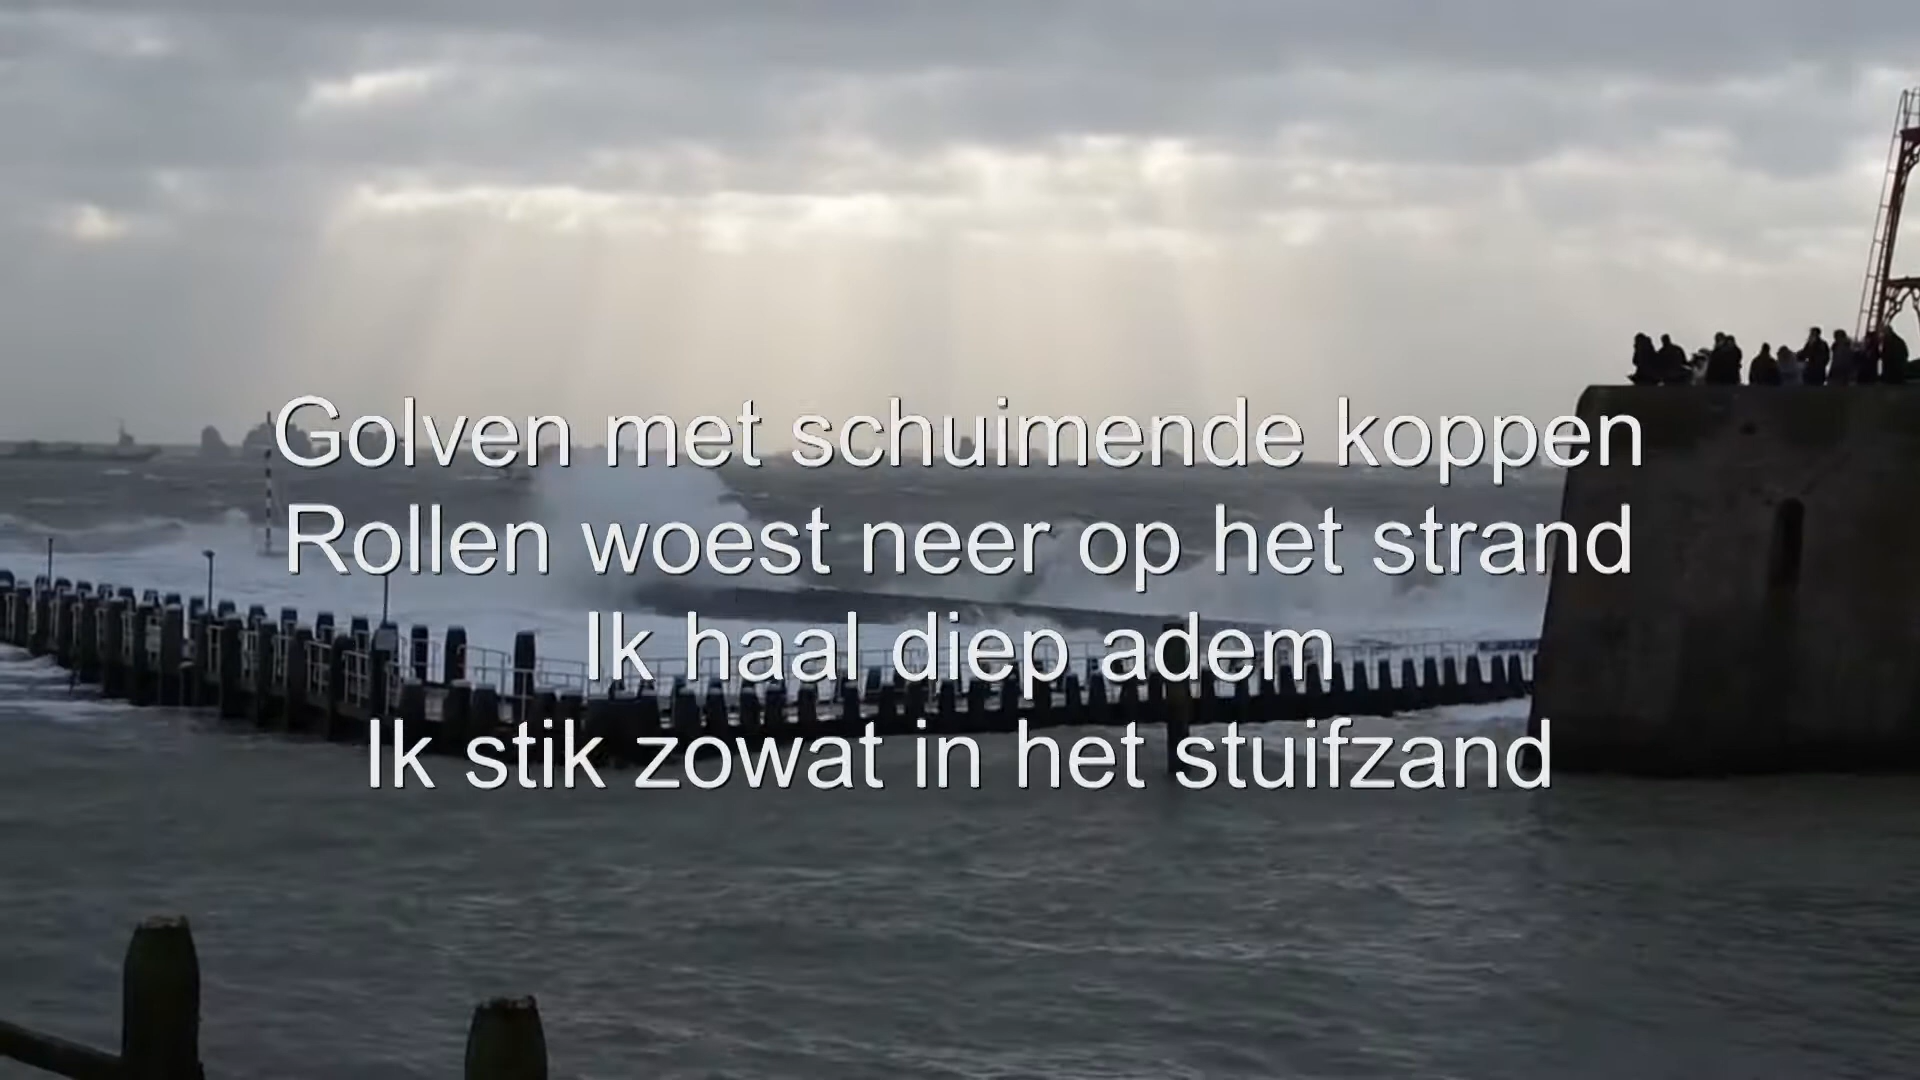 Golven met schuimende koppen
Rollen woest neer op het strand
Ik haal diep adem
Ik stik zowat in het stuifzand